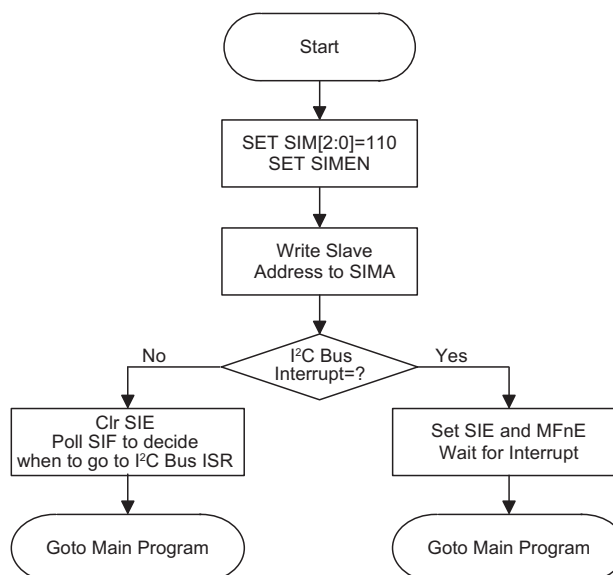 Start
SET SIM[2:0]=110
SET SIMEN
Write Slave
Address to SIMA
I²C Bus
Interrupt=?
No
Yes
Clr SIE
Poll SIF to decide
when to go to I²C Bus ISR
Set SIE and MFnE
Wait for Interrupt
Goto Main Program
Goto Main Program